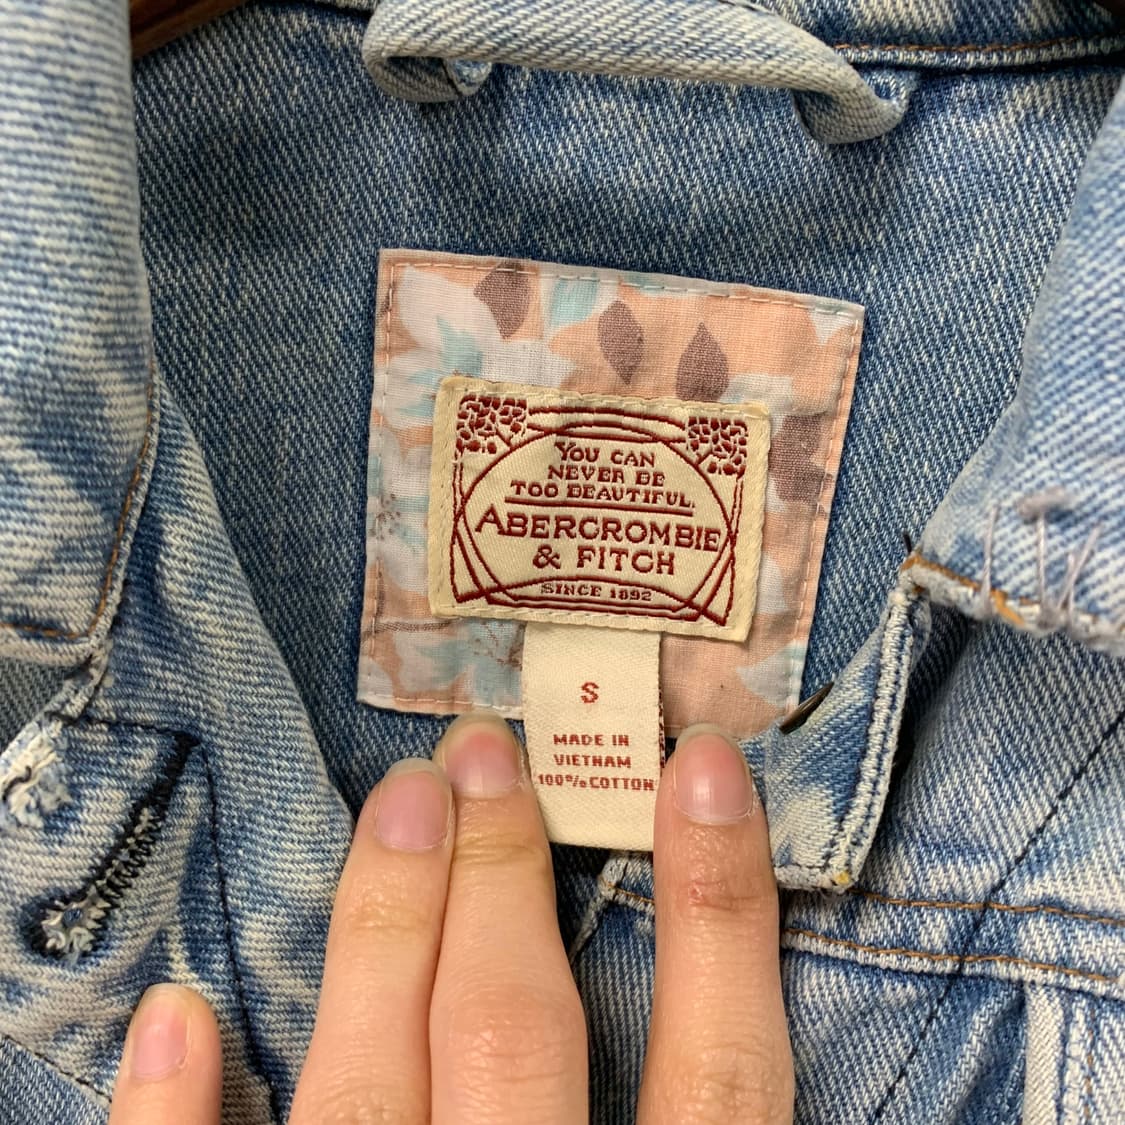 YOU CAN
NEVER BE
TOO BEAUTIFUL.
ABERCROMBIE
& FITCH
SINCE 1892
S
MADE IN
VIETNAM
100% COTTON